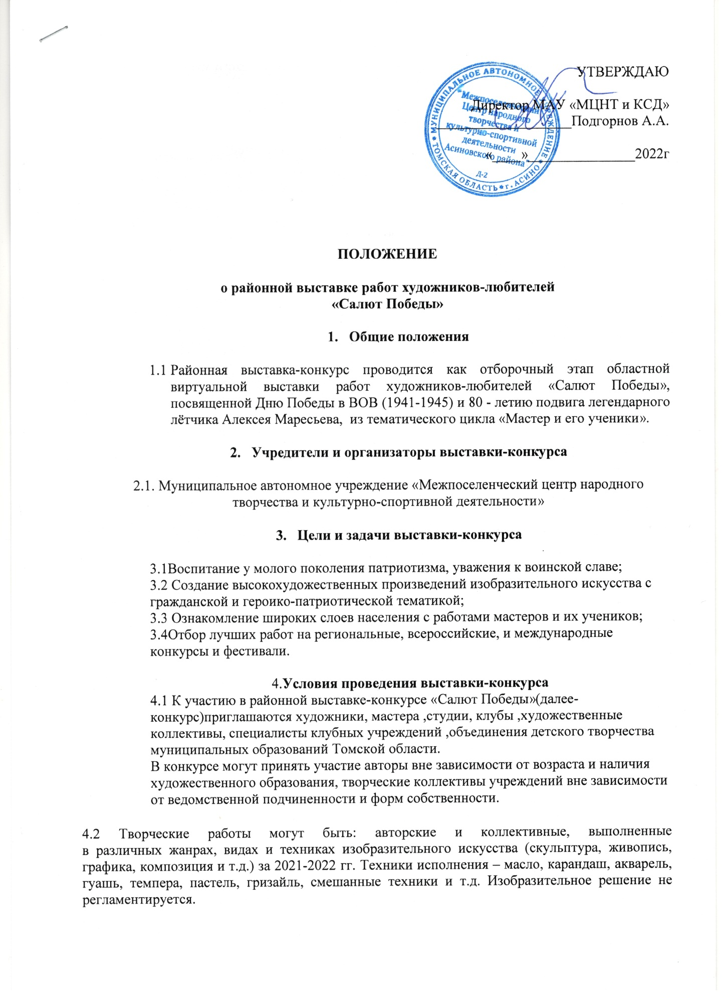 УТВЕРЖДАЮ
Директор МАУ «МЦНТ и КСД»
___________________Подгорнов А.А.
«____»_______________2022г
МУНИЦИПАЛЬНОЕ АВТОНОМНОЕ УЧРЕЖДЕНИЕ * ТОМСКАЯ ОБЛАСТЬ * г. АСИНО *
"Межпоселенческий
Центр народного
творчества и
культурно-спортивной
деятельности
Асиновского района"
Д-2
ПОЛОЖЕНИЕ
о районной выставке работ художников-любителей
«Салют Победы»
1. Общие положения
1.1 Районная выставка-конкурс проводится как отборочный этап областной
виртуальной выставки работ художников-любителей «Салют Победы»,
посвященной Дню Победы в ВОВ (1941-1945) и 80 - летию подвига легендарного
лётчика Алексея Маресьева, из тематического цикла «Мастер и его ученики».
2. Учредители и организаторы выставки-конкурса
2.1. Муниципальное автономное учреждение «Межпоселенческий центр народного
творчества и культурно-спортивной деятельности»
3. Цели и задачи выставки-конкурса
3.1Воспитание у молого поколения патриотизма, уважения к воинской славе;
3.2 Создание высокохудожественных произведений изобразительного искусства с
гражданской и героико-патриотической тематикой;
3.3 Ознакомление широких слоев населения с работами мастеров и их учеников;
3.4Отбор лучших работ на региональные, всероссийские, и международные
конкурсы и фестивали.
4.Условия проведения выставки-конкурса
4.1 К участию в районной выставке-конкурсе «Салют Победы»(далее-
конкурс)приглашаются художники, мастера ,студии, клубы ,художественные
коллективы, специалисты клубных учреждений ,объединения детского творчества
муниципальных образований Томской области.
В конкурсе могут принять участие авторы вне зависимости от возраста и наличия
художественного образования, творческие коллективы учреждений вне зависимости
от ведомственной подчиненности и форм собственности.
4.2 Творческие работы могут быть: авторские и коллективные, выполненные
в различных жанрах, видах и техниках изобразительного искусства (скульптура, живопись,
графика, композиция и т.д.) за 2021-2022 гг. Техники исполнения – масло, карандаш, акварель,
гуашь, темпера, пастель, гризайль, смешанные техники и т.д. Изобразительное решение не
регламентируется.